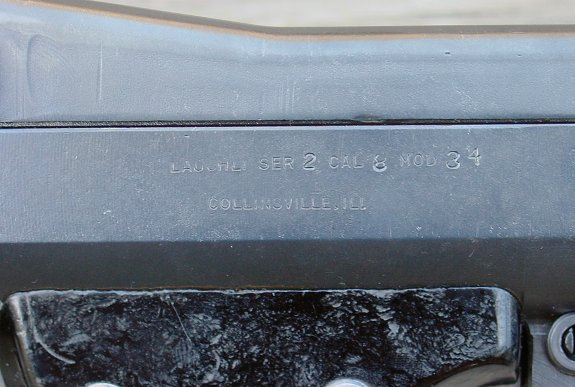 LAUCHLI SER 2 CAL 8 MOD 34
COLLINSVILLE, ILL